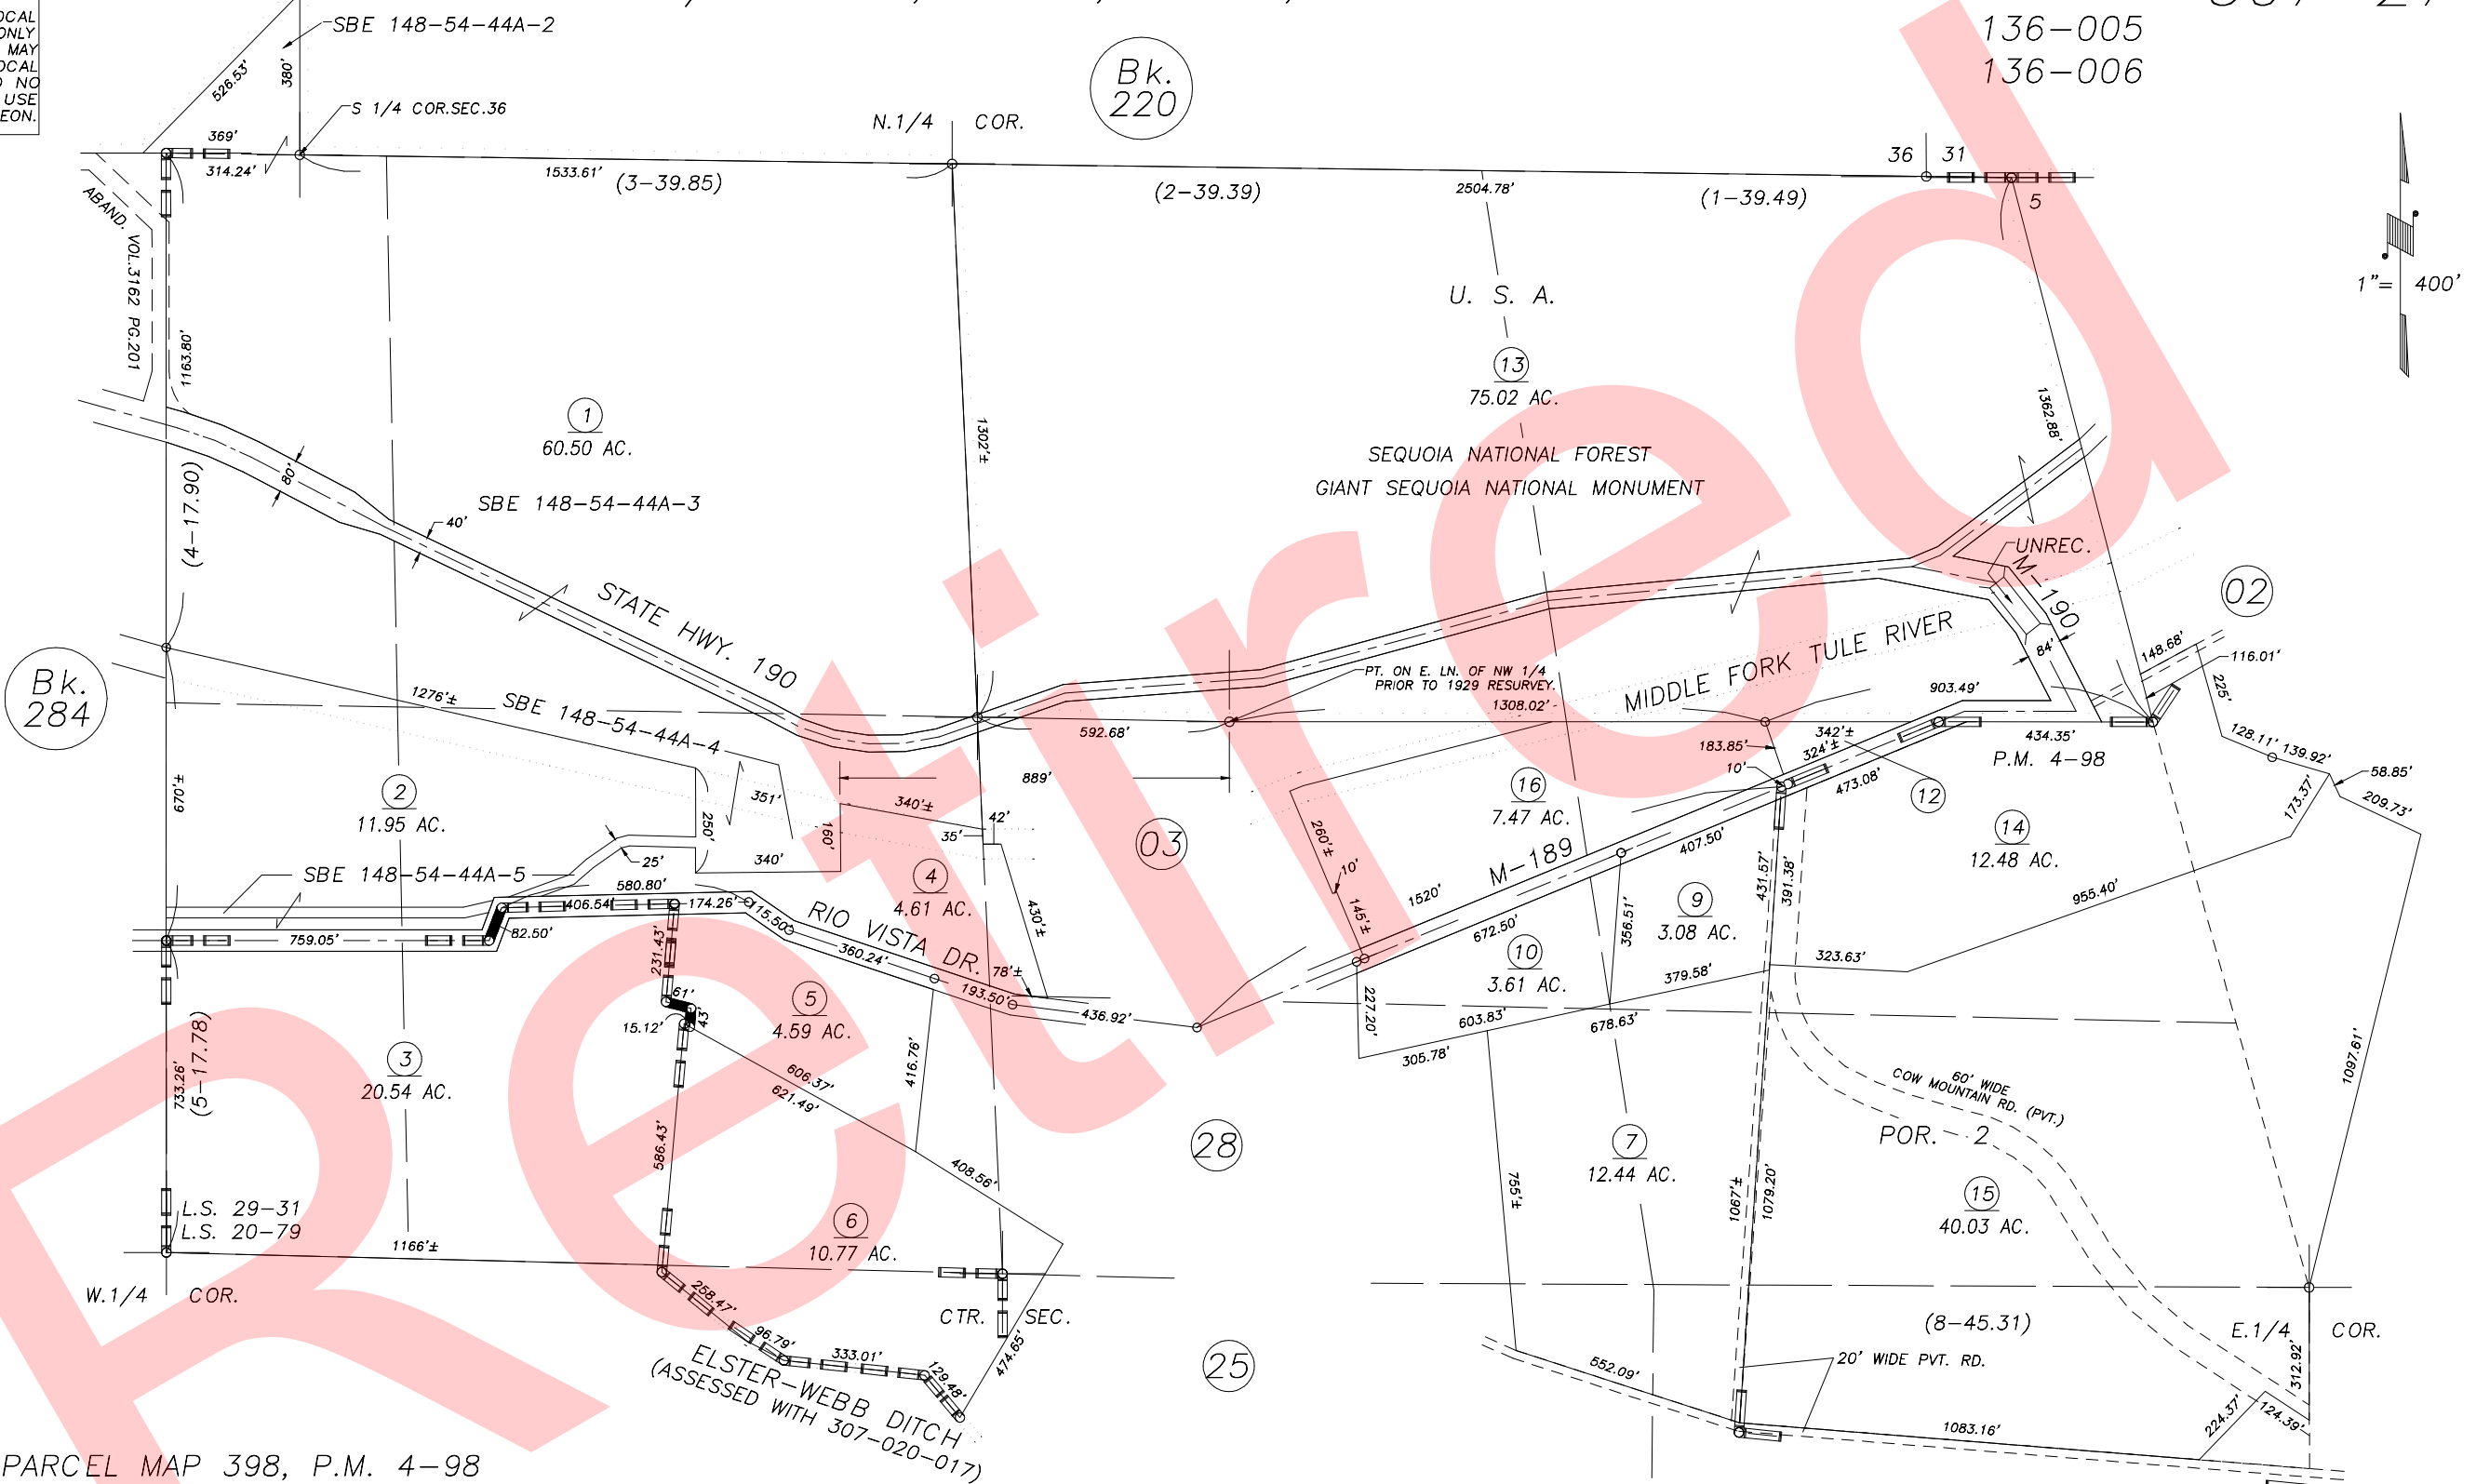 OCAL
ONLY
MAY
OCAL
NO
USE
EON.
SBE 148-54-44A-2
526.53'
380'
Bk.
220
136-005
136-006
S 1/4 COR.SEC.36
369'
314.24'
1533.61'
(3-39.85)
N.1/4 COR.
(2-39.39)
2504.78'
(1-39.49)
36 31
5
1"= 400'
ABAND. VOL.3162 PG.201
1163.80'
U. S. A.
13
75.02 AC.
1
60.50 AC.
1302'±
1362.88'
SEQUOIA NATIONAL FOREST
GIANT SEQUOIA NATIONAL MONUMENT
(4-17.90)
80'
40'
SBE 148-54-44A-3
STATE HWY. 190
UNREC.
M-190
84'
02
148.68'
116.01'
225'
MIDDLE FORK TULE RIVER
PT. ON E. LN. OF NW 1/4
PRIOR TO 1929 RESURVEY.
1308.02'
903.49'
Bk.
284
1276'±
SBE 148-54-44A-4
592.68'
889'
183.85'
342'±
324'±
434.35'
P.M. 4-98
128.11'
139.92'
58.85'
209.73'
173.37'
670'±
2
11.95 AC.
351'
250'
340'±
160'
42'
35'
340'
25'
03
16
7.47 AC.
10'
473.08'
12
14
12.48 AC.
260'±
10'
145'±
M-189
407.50'
1520'
672.50'
356.51'
431.57'
391.38'
955.40'
SBE 148-54-44A-5
580.80'
406.54'
174.26'
115.50'
4
4.61 AC.
430'±
RIO VISTA DR.
9
3.08 AC.
10
3.61 AC.
379.58'
323.63'
759.05'
82.50'
231.43'
360.24'
78'±
193.50'
436.92'
227.20'
61'
43'
15.12'
5
4.59 AC.
603.83'
678.63'
305.78'
(5-17.78)
733.26'
3
20.54 AC.
416.76'
606.37'
621.49'
586.43'
408.56'
28
60' WIDE
COW MOUNTAIN RD. (PVT.)
1097.61'
POR. 2
7
12.44 AC.
755'±
1067'±
1079.20'
15
40.03 AC.
L.S. 29-31
L.S. 20-79
1166'±
6
10.77 AC.
W.1/4 COR.
258.47'
CTR. SEC.
474.65'
96.79'
333.01'
129.48'
ELSTER-WEBB DITCH
(ASSESSED WITH 307-020-017)
25
(8-45.31)
E.1/4 COR.
312.92'
552.09'
20' WIDE PVT. RD.
1083.16'
224.37'
124.39'
PARCEL MAP 398, P.M. 4-98
Retired